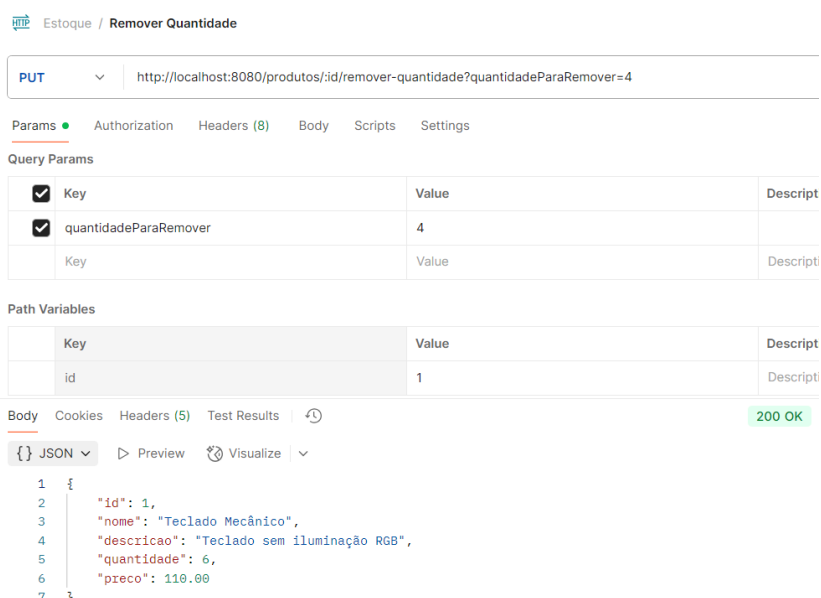 HTTP Estoque / Remover Quantidade
PUT http://localhost:8080/produtos/:id/remover-quantidade?quantidadeParaRemover=4
Params Authorization Headers (8) Body Scripts Settings
Query Params
Key Value Descript
quantidadeParaRemover 4
Key Value Descripti
Path Variables
Key Value Descript
id 1 Descripti
Body Cookies Headers (5) Test Results 200 OK
{} JSON Preview Visualize
1 {
2 "id": 1,
3 "nome": "Teclado Mecânico",
4 "descricao": "Teclado sem iluminação RGB",
5 "quantidade": 6,
6 "preco": 110.00
7 }